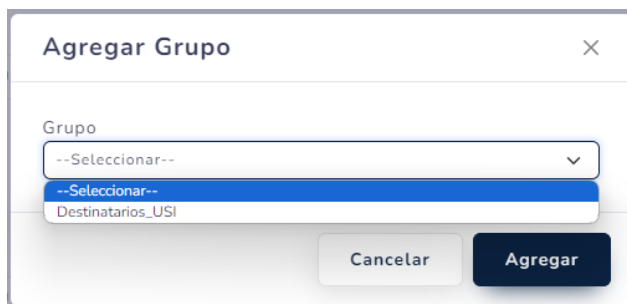 Agregar Grupo
Grupo
--Seleccionar--
--Seleccionar--
Destinatarios_USI
Cancelar
Agregar